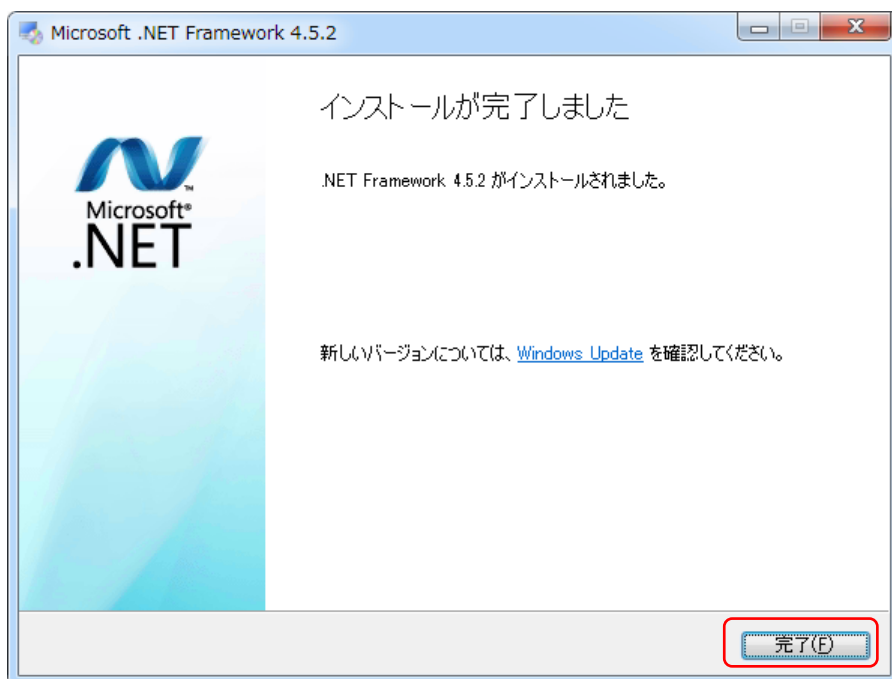 Microsoft .NET Framework 4.5.2
インストールが完了しました
.NET Framework 4.5.2 がインストールされました。
Microsoft®
.NET™
新しいバージョンについては、Windows Update を確認してください。
完了(F)